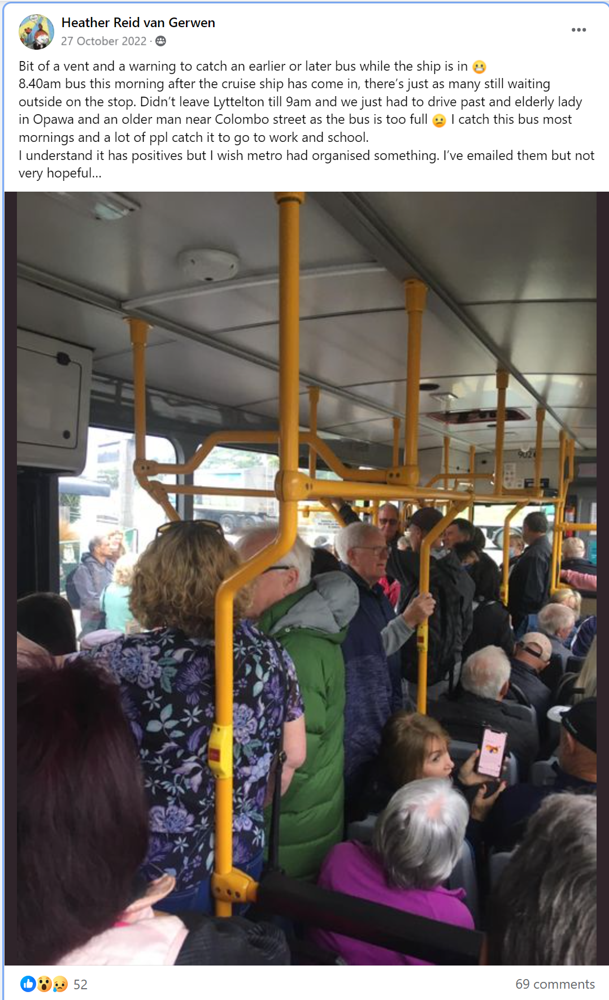 Heather Reid van Gerwen
27 October 2022 ·
Bit of a vent and a warning to catch an earlier or later bus while the ship is in 😬
8.40am bus this morning after the cruise ship has come in, there's just as many still waiting
outside on the stop. Didn't leave Lyttelton till 9am and we just had to drive past and elderly lady
in Opawa and an older man near Colombo street as the bus is too full 😕 I catch this bus most
mornings and a lot of ppl catch it to go to work and school.
I understand it has positives but I wish metro had organised something. I've emailed them but not
very hopeful...
52
69 comments